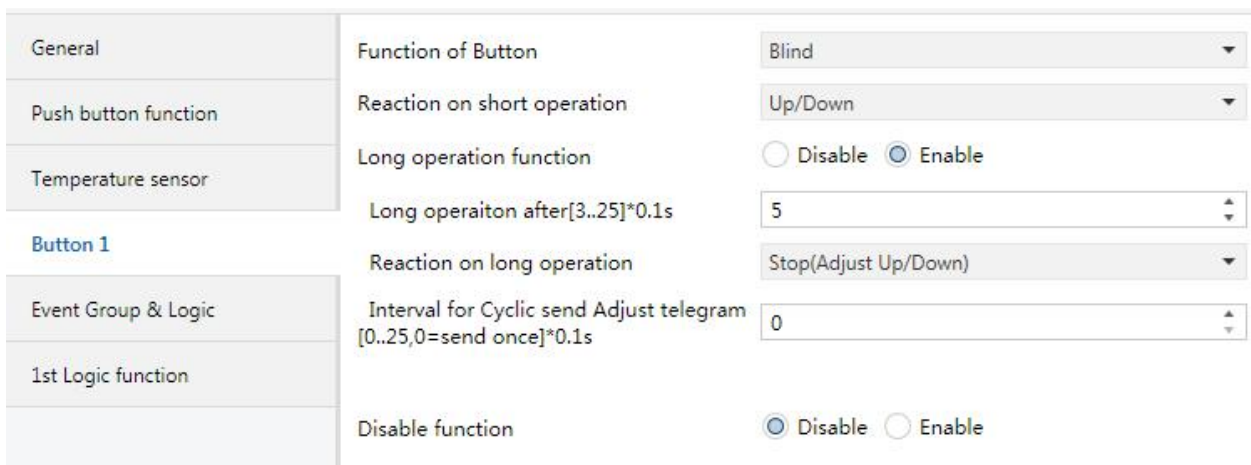 General
Push button function
Temperature sensor
Button 1
Event Group & Logic
1st Logic function
Function of Button
Blind
Reaction on short operation
Up/Down
Long operation function
Disable Enable
Long operaiton after[3..25]*0.1s
5
Reaction on long operation
Stop(Adjust Up/Down)
Interval for Cyclic send Adjust telegram
[0..25,0=send once]*0.1s
0
Disable function
Disable Enable